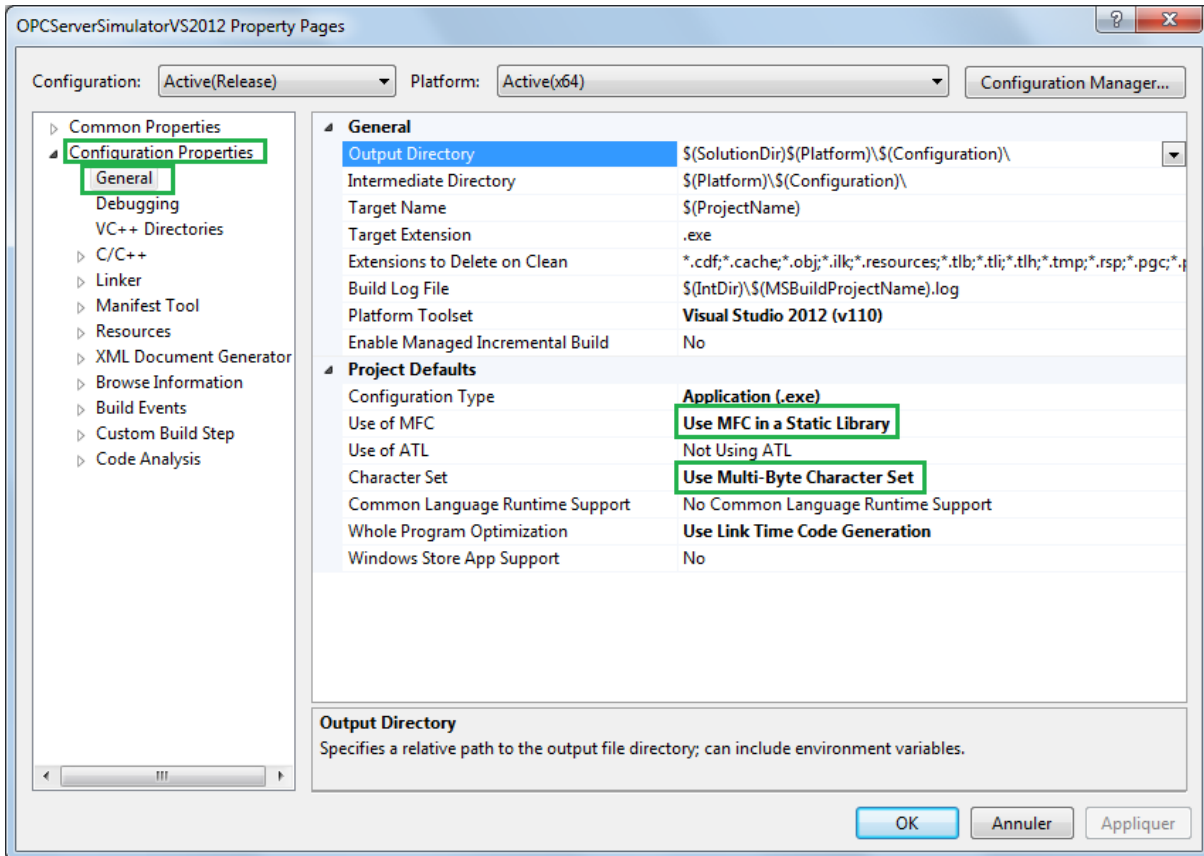 OPCServerSimulatorVS2012 Property Pages
Configuration: Active(Release) Platform: Active(x64) Configuration Manager...
Common Properties
Configuration Properties
General
Debugging
VC++ Directories
C/C++
Linker
Manifest Tool
Resources
XML Document Generator
Browse Information
Build Events
Custom Build Step
Code Analysis
General
Output Directory $(SolutionDir)$(Platform)\$(Configuration)\
Intermediate Directory $(Platform)\$(Configuration)\
Target Name $(ProjectName)
Target Extension .exe
Extensions to Delete on Clean *.cdf;*.cache;*.obj;*.ilk;*.resources;*.tlb;*.tli;*.tlh;*.tmp;*.rsp;*.pgc;*.
Build Log File $(IntDir)\$(MSBuildProjectName).log
Platform Toolset Visual Studio 2012 (v110)
Enable Managed Incremental Build No
Project Defaults
Configuration Type Application (.exe)
Use of MFC Use MFC in a Static Library
Use of ATL Not Using ATL
Character Set Use Multi-Byte Character Set
Common Language Runtime Support No Common Language Runtime Support
Whole Program Optimization Use Link Time Code Generation
Windows Store App Support No
Output Directory
Specifies a relative path to the output file directory; can include environment variables.
OK Annuler Appliquer